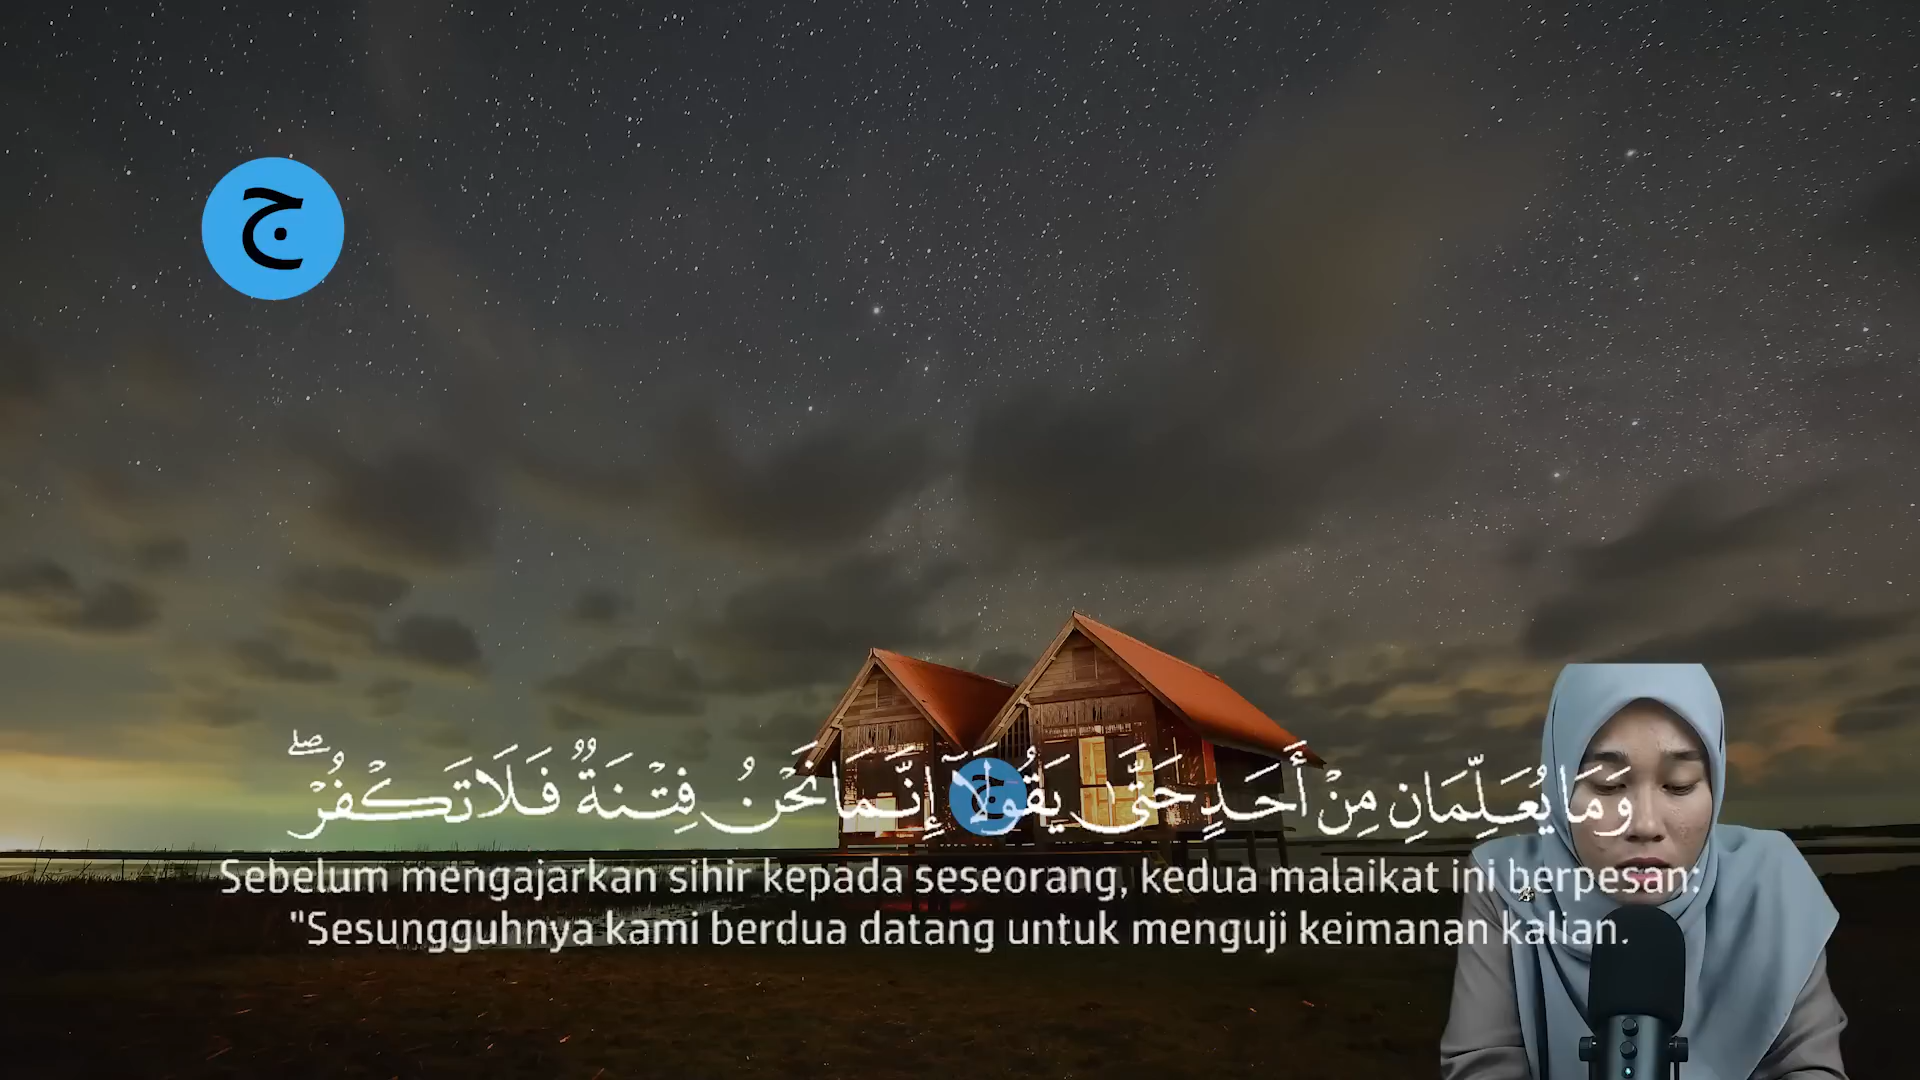 ج
وَمَا يُعَلِّمَانِ مِنْ أَحَدٍ حَتَّىٰ يَقُولَآ إِنَّمَا نَحْنُ فِتْنَةٌ فَلَا تَكْفُرْ ۖ
ج
Sebelum mengajarkan sihir kepada seseorang, kedua malaikat ini berpesan:
"Sesungguhnya kami berdua datang untuk menguji keimanan kalian.